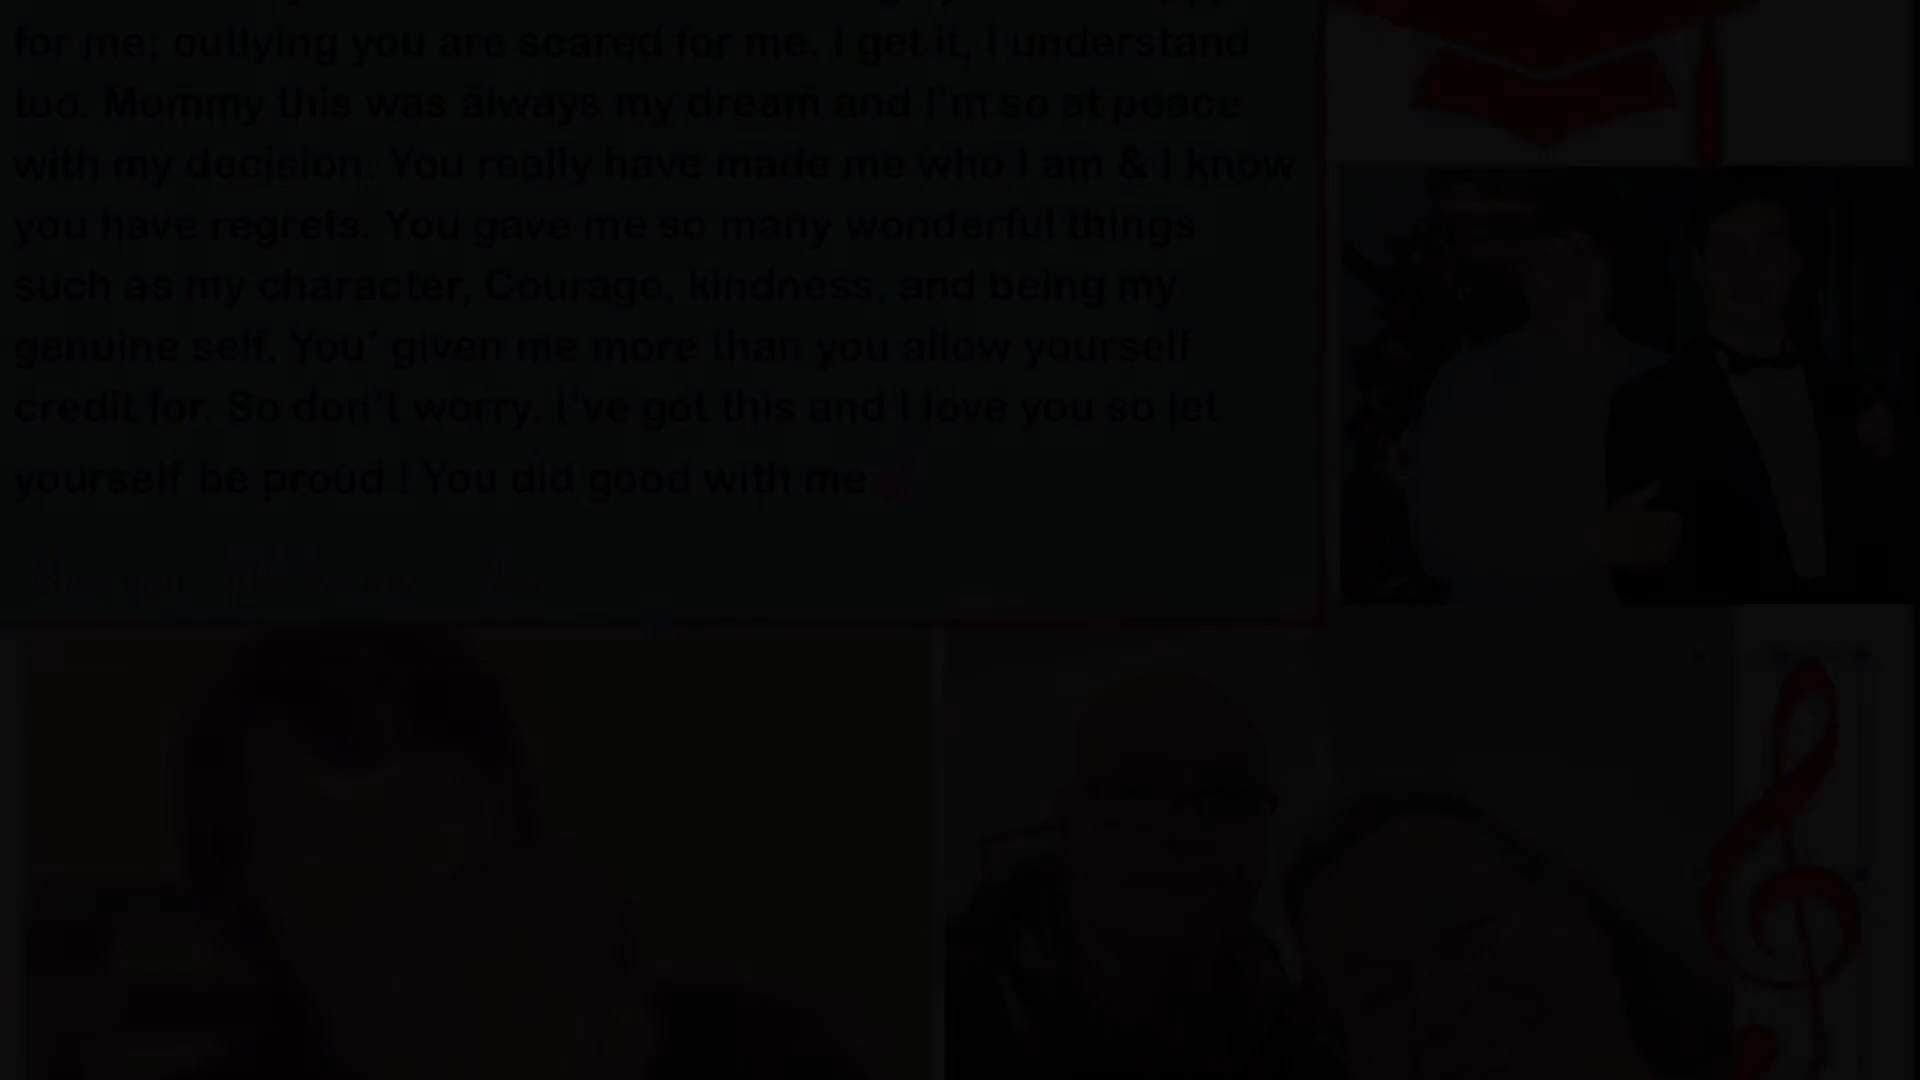 for me; outlying you are scared for me. I get it, I understand
too. Mommy this was always my dream and I'm so at peace
with my decision. You really have made me who I am & I know
you have regrets. You gave me so many wonderful things
such as my character, Courage, kindness, and being my
genuine self. You' given me more than you allow yourself
credit for. So don't worry. I've got this and I love you so let
yourself be proud ! You did good with me